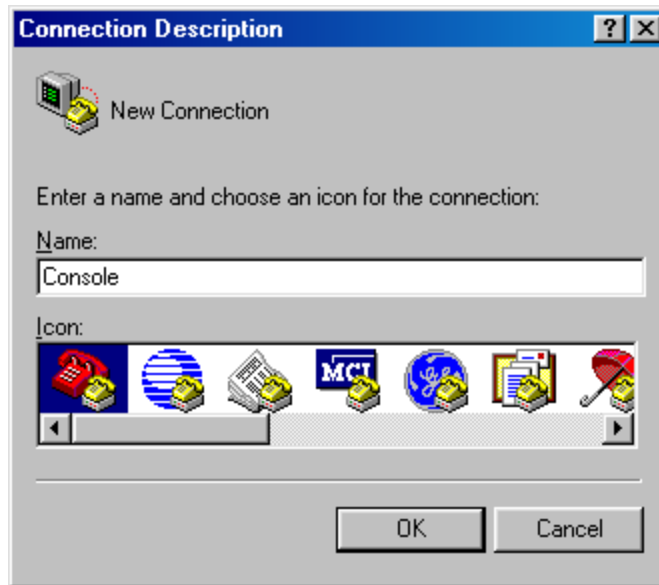 Connection Description
New Connection
Enter a name and choose an icon for the connection:
Name:
Console
Icon:
MCI
OK Cancel